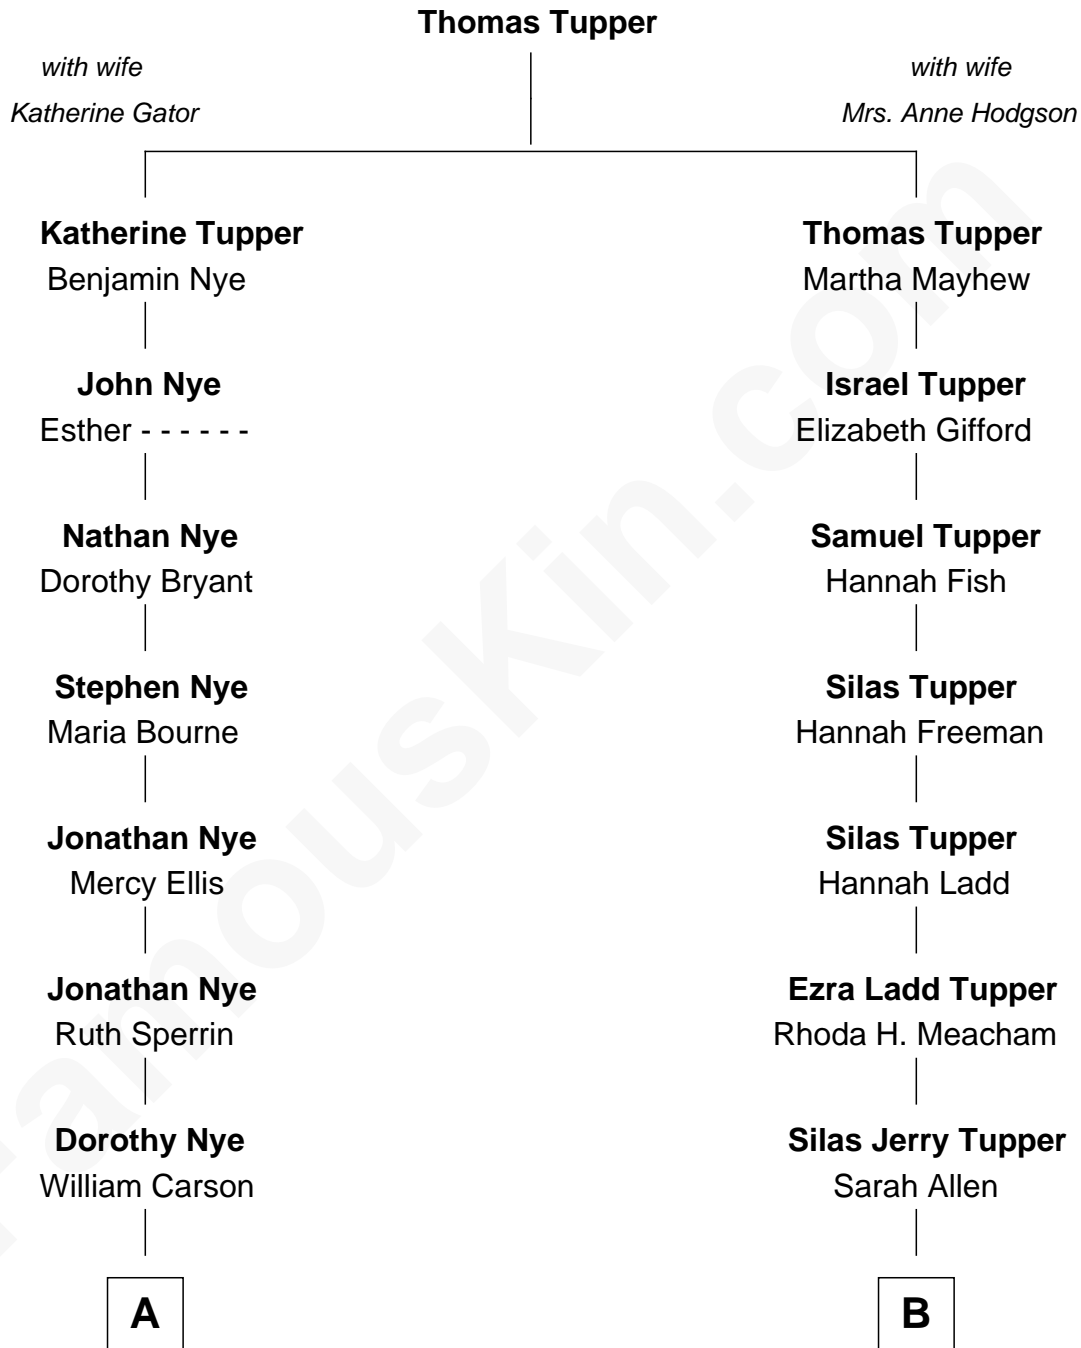 Thomas Tupper
with wife
Katherine Gator
with wife
Mrs. Anne Hodgson
Katherine Tupper
Benjamin Nye
Thomas Tupper
Martha Mayhew
John Nye
Esther - - - - - -
Israel Tupper
Elizabeth Gifford
Nathan Nye
Dorothy Bryant
Samuel Tupper
Hannah Fish
Stephen Nye
Maria Bourne
Silas Tupper
Hannah Freeman
Jonathan Nye
Mercy Ellis
Silas Tupper
Hannah Ladd
Jonathan Nye
Ruth Sperrin
Ezra Ladd Tupper
Rhoda H. Meacham
Dorothy Nye
William Carson
Silas Jerry Tupper
Sarah Allen
A
B
FamousKin.com